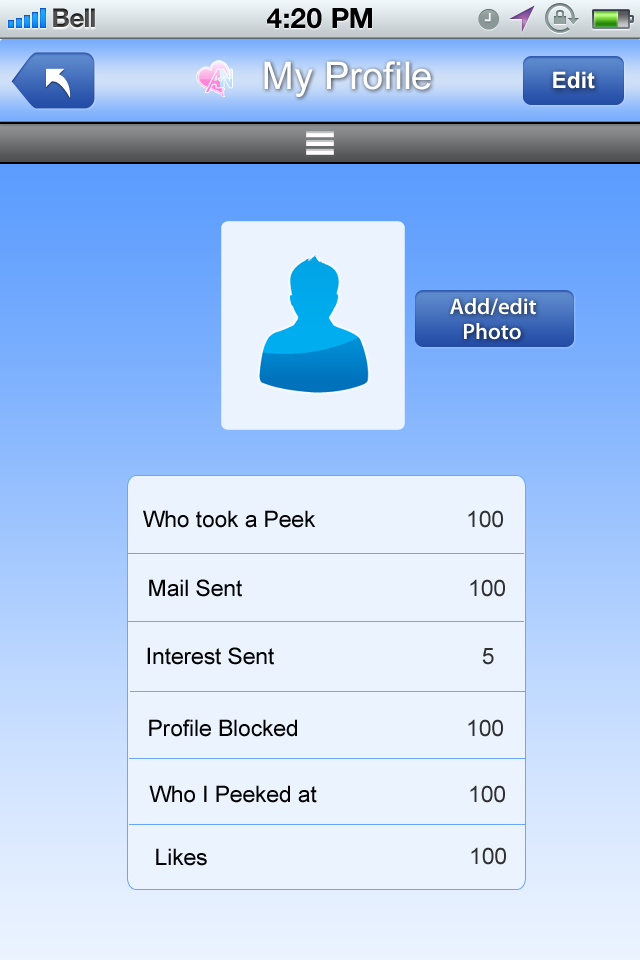 Bell 4:20 PM
AN My Profile Edit
Add/edit
Photo
Who took a Peek 100
Mail Sent 100
Interest Sent 5
Profile Blocked 100
Who I Peeked at 100
Likes 100